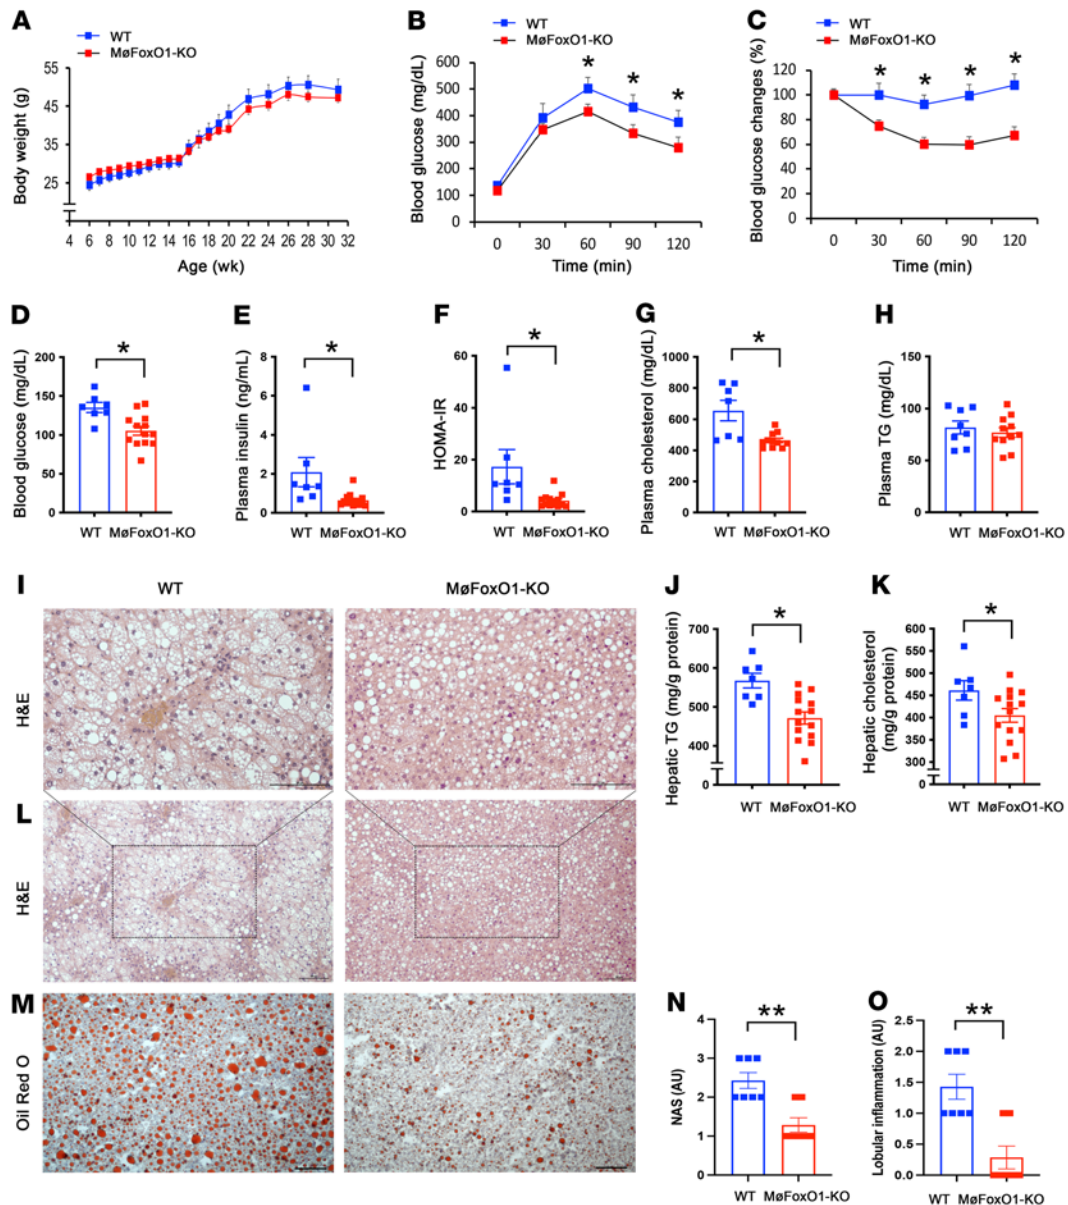 A
WT
MøFoxO1-KO
Body weight (g)
55
45
35
25
4 6 8 10 12 14 16 18 20 22 24 26 28 30 32
Age (wk)
B
WT
MøFoxO1-KO
Blood glucose (mg/dL)
600
500
400
300
200
100
0
* * *
0 30 60 90 120
Time (min)
C
WT
MøFoxO1-KO
Blood glucose changes (%)
120
100
80
60
40
20
0
* * * *
0 30 60 90 120
Time (min)
D
Blood glucose (mg/dL)
200
150
100
50
0
*
WT MøFoxO1-KO
E
Plasma insulin (ng/mL)
8
6
4
2
0
*
WT MøFoxO1-KO
F
HOMA-IR
60
40
20
0
*
WT MøFoxO1-KO
G
Plasma cholesterol (mg/dL)
1000
800
600
400
200
0
*
WT MøFoxO1-KO
H
Plasma TG (mg/dL)
150
100
50
0
WT MøFoxO1-KO
I
WT
MøFoxO1-KO
H&E
J
Hepatic TG (mg/g protein)
700
600
500
400
0
*
WT MøFoxO1-KO
K
Hepatic cholesterol
(mg/g protein)
600
550
500
450
400
350
300
0
*
WT MøFoxO1-KO
L
H&E
M
Oil Red O
N
NAS (AU)
4
3
2
1
0
**
WT MøFoxO1-KO
O
Lobular inflammation (AU)
2.5
2.0
1.5
1.0
0.5
0.0
**
WT MøFoxO1-KO